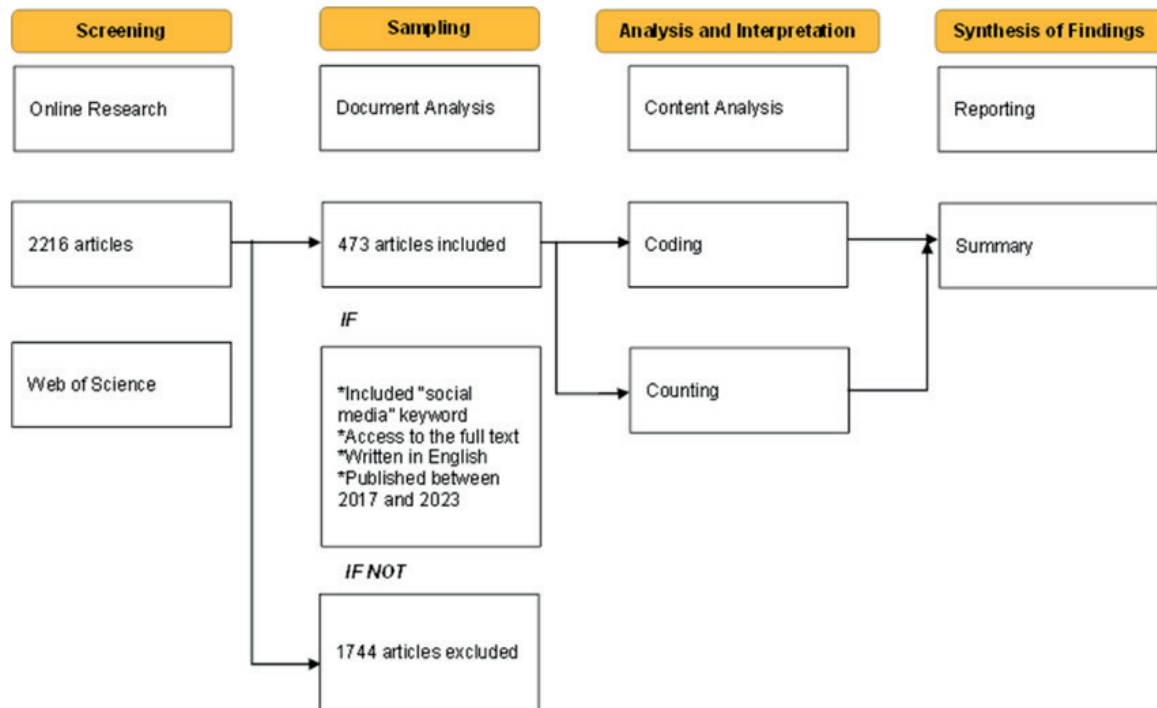 Screening
Sampling
Analysis and Interpretation
Synthesis of Findings
Online Research
Document Analysis
Content Analysis
Reporting
2216 articles
473 articles included
Coding
Summary
IF
Web of Science
*Included "social
media" keyword
*Access to the full text
*Written in English
*Published between
2017 and 2023
Counting
IF NOT
1744 articles excluded